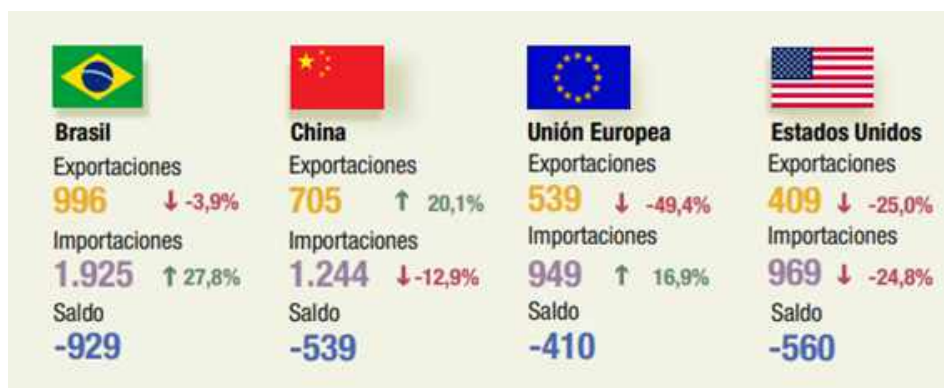 Brasil
Exportaciones
996 ↓ -3,9%
Importaciones
1.925 ↑ 27,8%
Saldo
-929
China
Exportaciones
705 ↑ 20,1%
Importaciones
1.244 ↓ -12,9%
Saldo
-539
Unión Europea
Exportaciones
539 ↓ -49,4%
Importaciones
949 ↑ 16,9%
Saldo
-410
Estados Unidos
Exportaciones
409 ↓ -25,0%
Importaciones
969 ↓ -24,8%
Saldo
-560